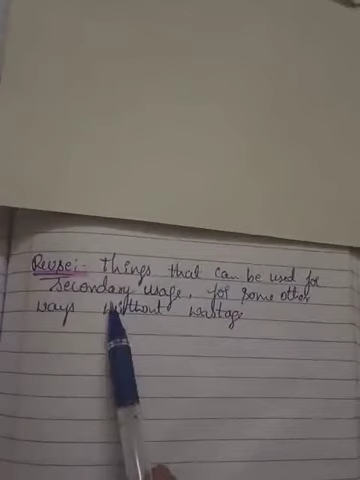 Reuse:- Things that can be used for
secondary usage, for some other
ways without wastage